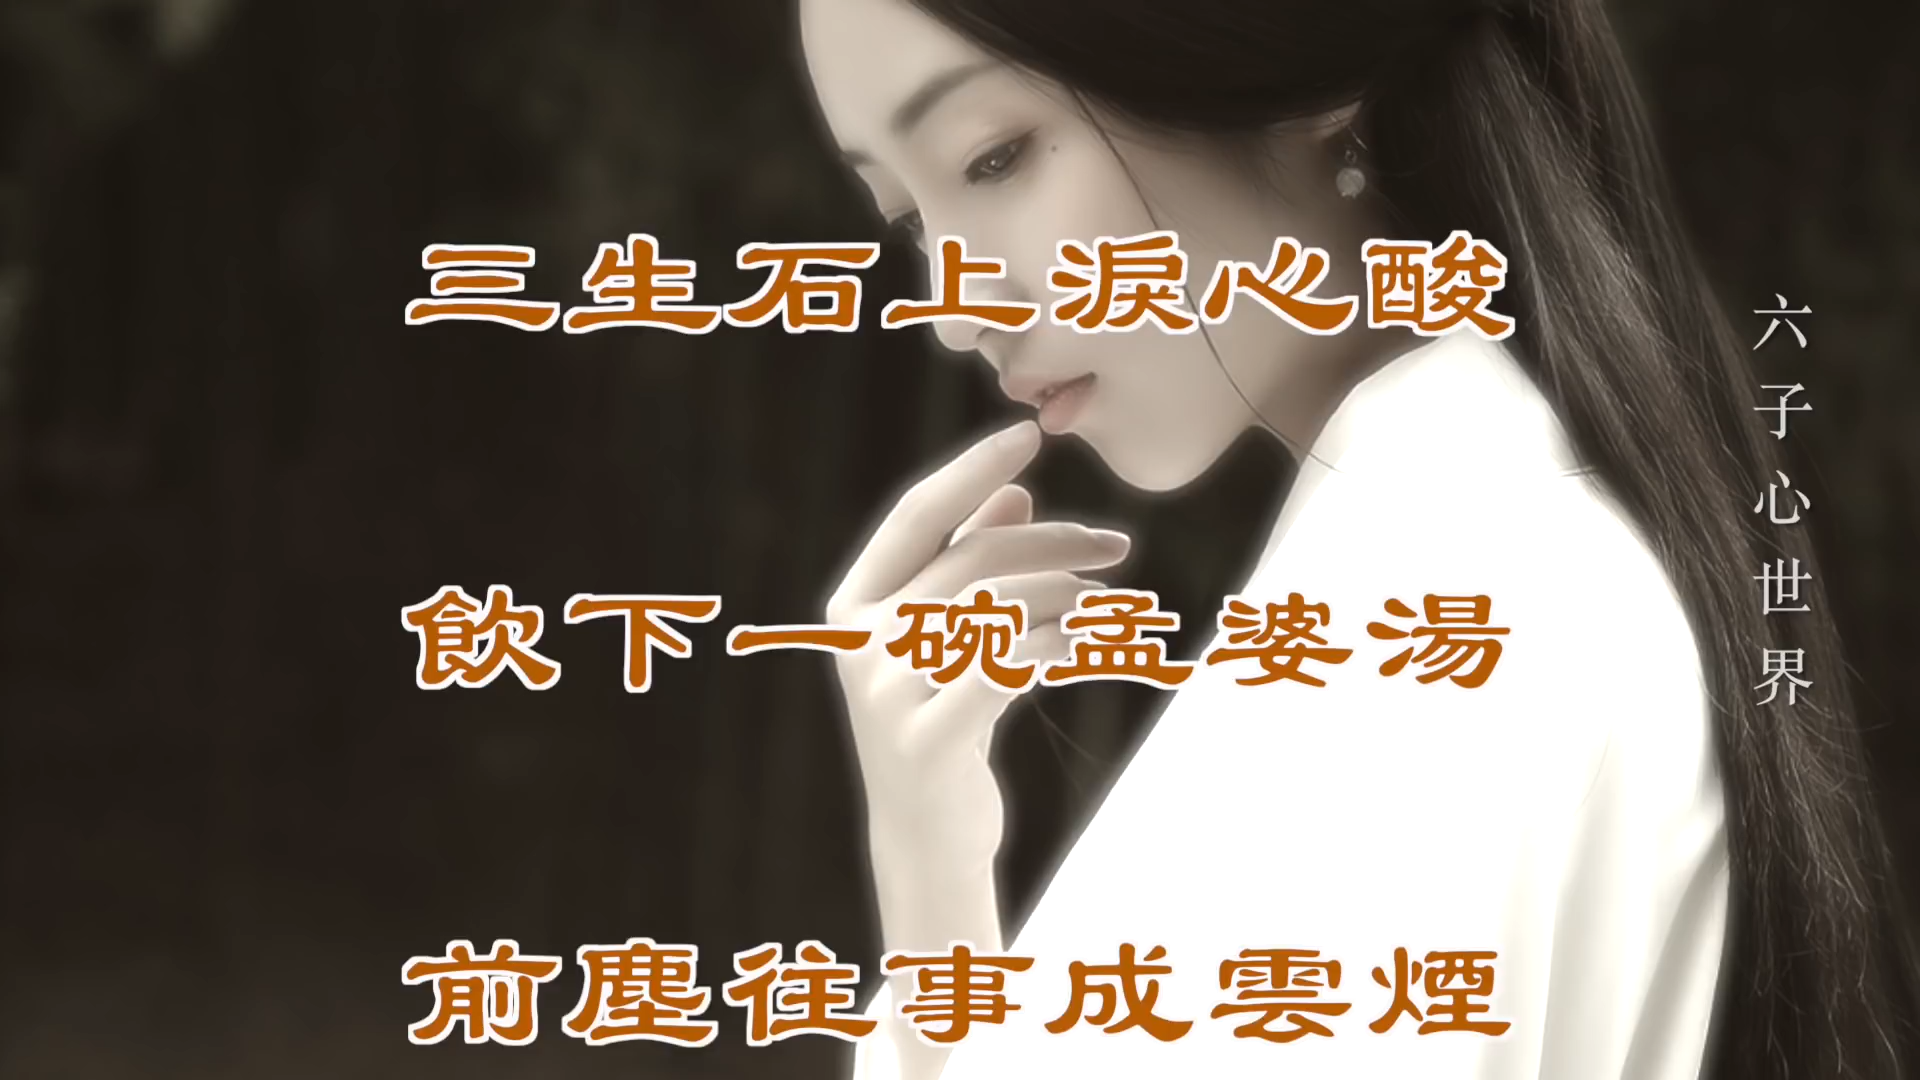 三生石上淚心酸
飲下一碗孟婆湯
前塵往事成雲煙
六子心世界